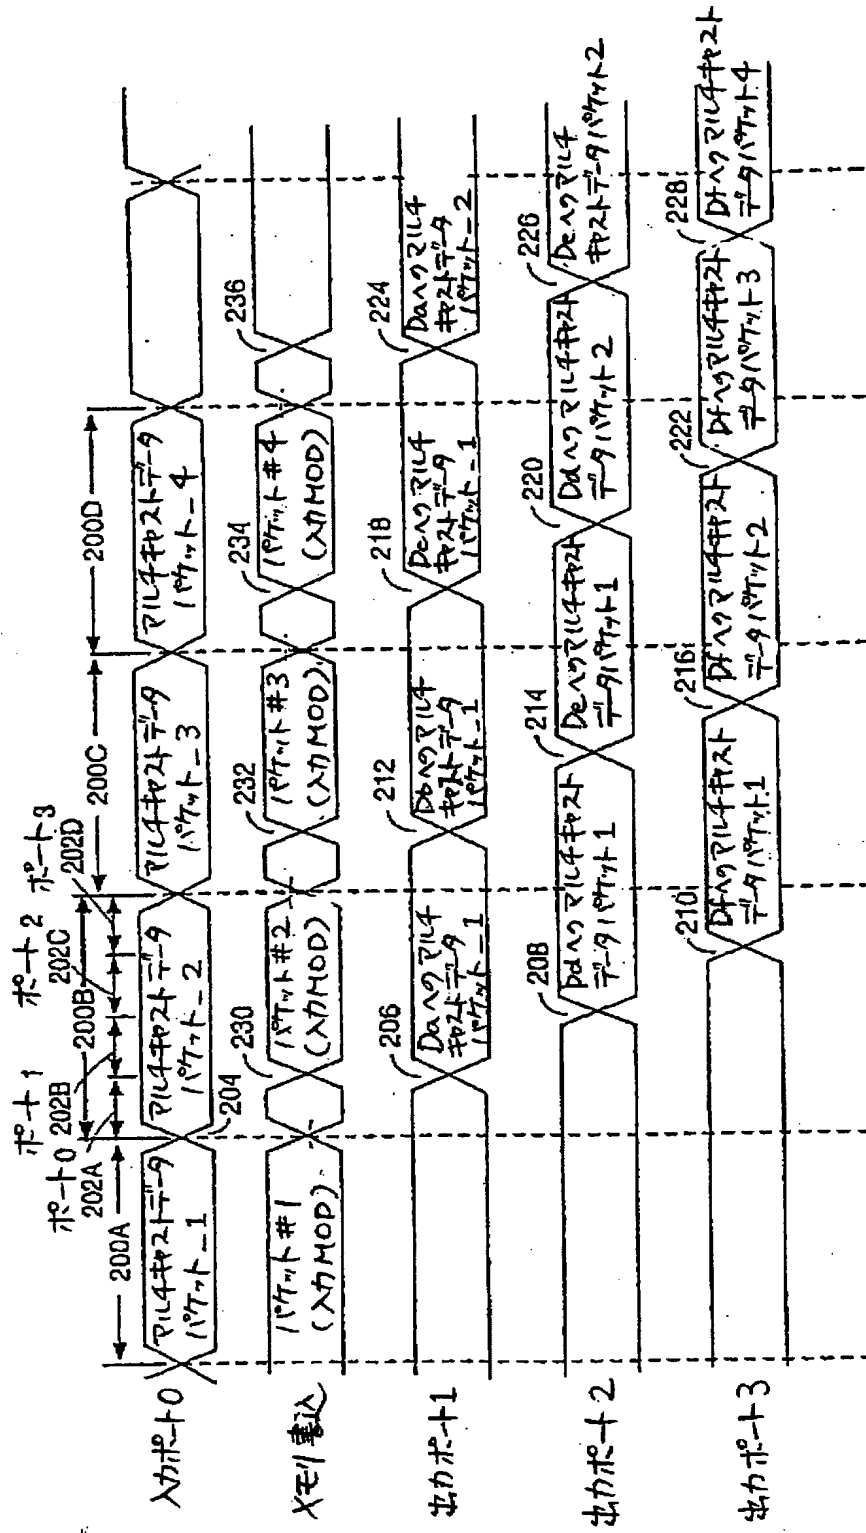 ポート0
ポート1
ポート2
ポート3
202A
202B
202C
202D
200A
200B
200C
200D
204
入力ポート0
マルチキャストデータ
パケット_1
マルチキャストデータ
パケット_2
マルチキャストデータ
パケット_3
マルチキャストデータ
パケット_4
230
232
234
236
メモリ書込
パケット#1
(入力MOD)
パケット#2
(入力MOD)
パケット#3
(入力MOD)
パケット#4
(入力MOD)
206
212
218
224
出力ポート1
Daへのマルチ
キャストデータ
パケット_1
Dbへのマルチ
キャストデータ
パケット_1
Dcへのマルチ
キャストデータ
パケット_1
Daへのマルチ
キャストデータ
パケット_2
208
214
220
226
出力ポート2
Ddへのマルチキャスト
データパケット1
Deへのマルチキャスト
データパケット1
Ddへのマルチキャスト
データパケット2
Deへのマルチ
キャストデータパケット2
210
216
222
228
出力ポート3
Dfへのマルチキャスト
データパケット1
Dfへのマルチキャスト
データパケット2
Dfへのマルチキャスト
データパケット3
Dfへのマルチキャスト
データパケット4